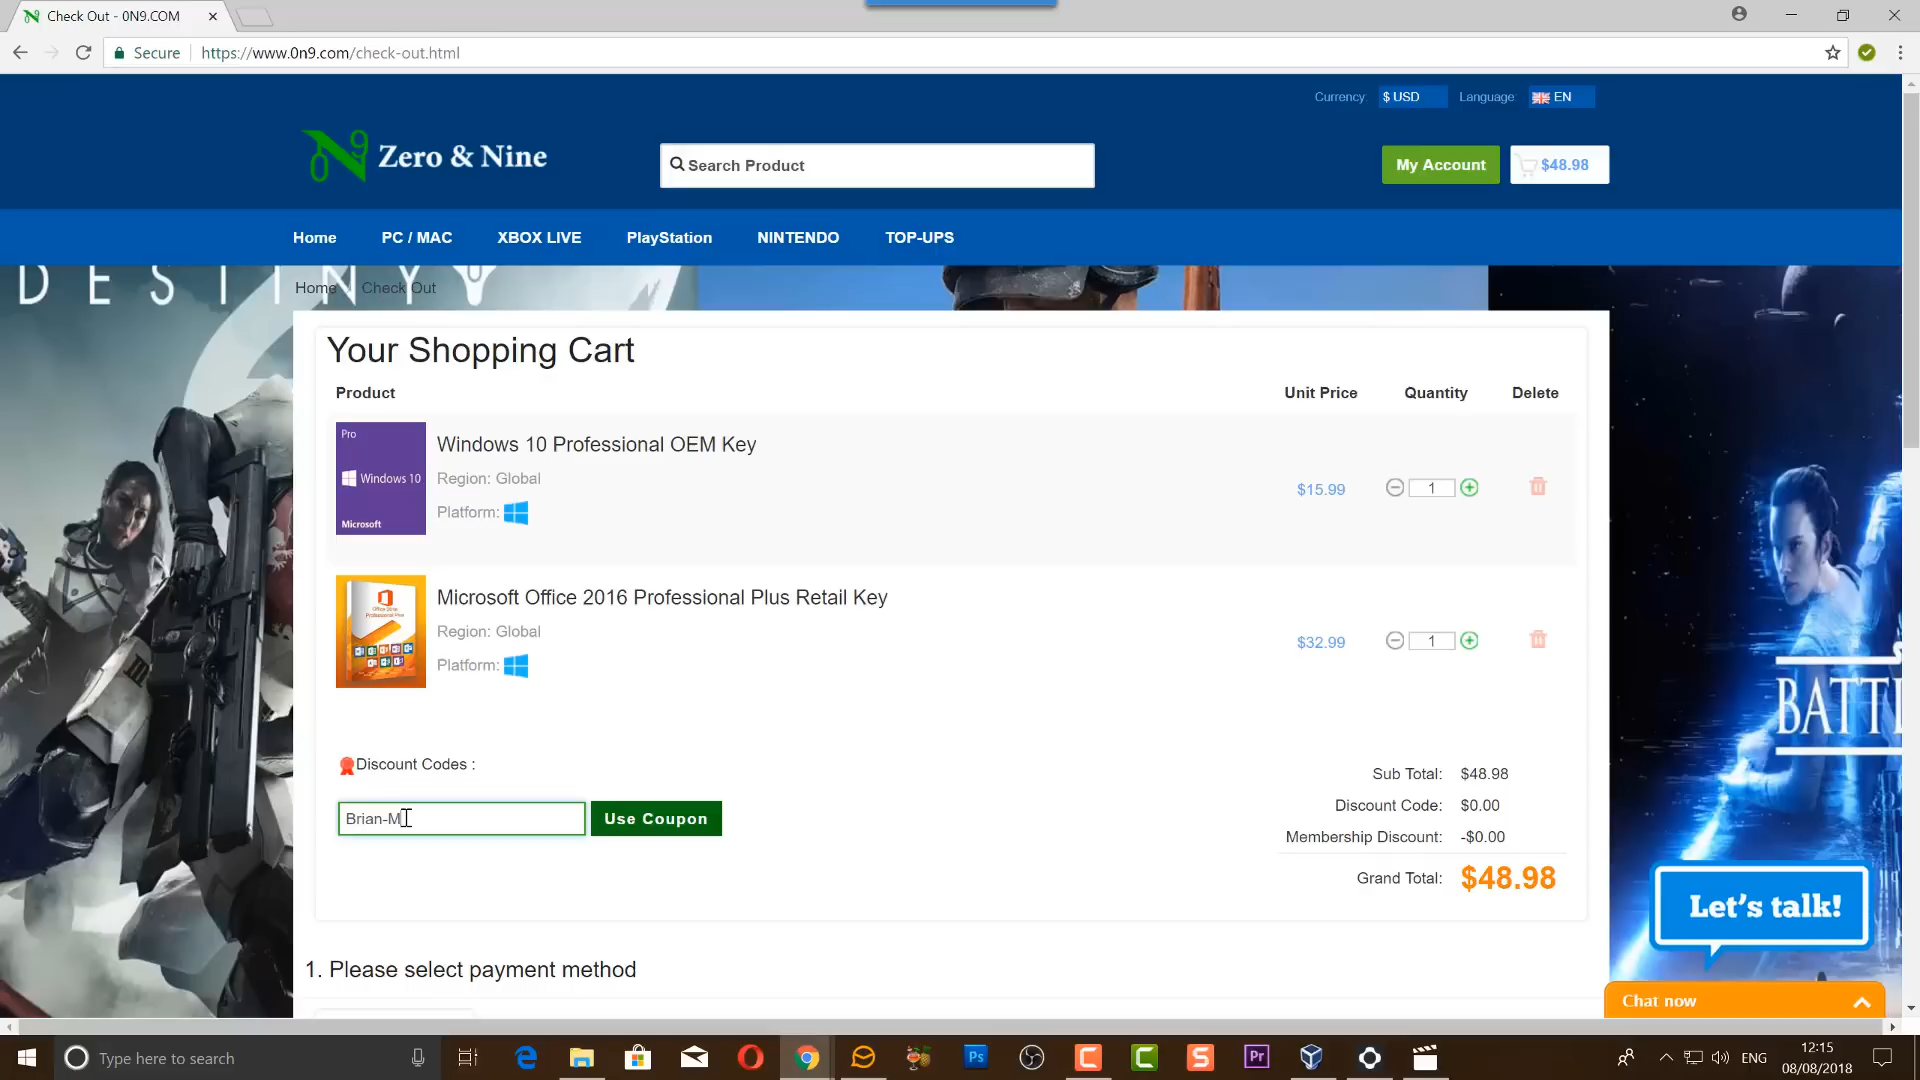 Check Out - 0N9.COM
Secure https://www.0n9.com/check-out.html
Currency: $ USD Language: EN
Zero & Nine
Search Product
My Account
$48.98
Home PC / MAC XBOX LIVE PlayStation NINTENDO TOP-UPS
DESTINY
Home Check Out
Your Shopping Cart
Product Unit Price Quantity Delete
Pro
Windows 10
Microsoft
Windows 10 Professional OEM Key
Region: Global
Platform:
$15.99 1
Microsoft Office 2016 Professional Plus Retail Key
Region: Global
Platform:
$32.99 1
BATTL
Discount Codes :
Brian-M
Use Coupon
Sub Total: $48.98
Discount Code: $0.00
Membership Discount: -$0.00
Grand Total: $48.98
Let's talk!
1. Please select payment method
Chat now
Type here to search
Ps
Pr
ENG
12:15
08/08/2018